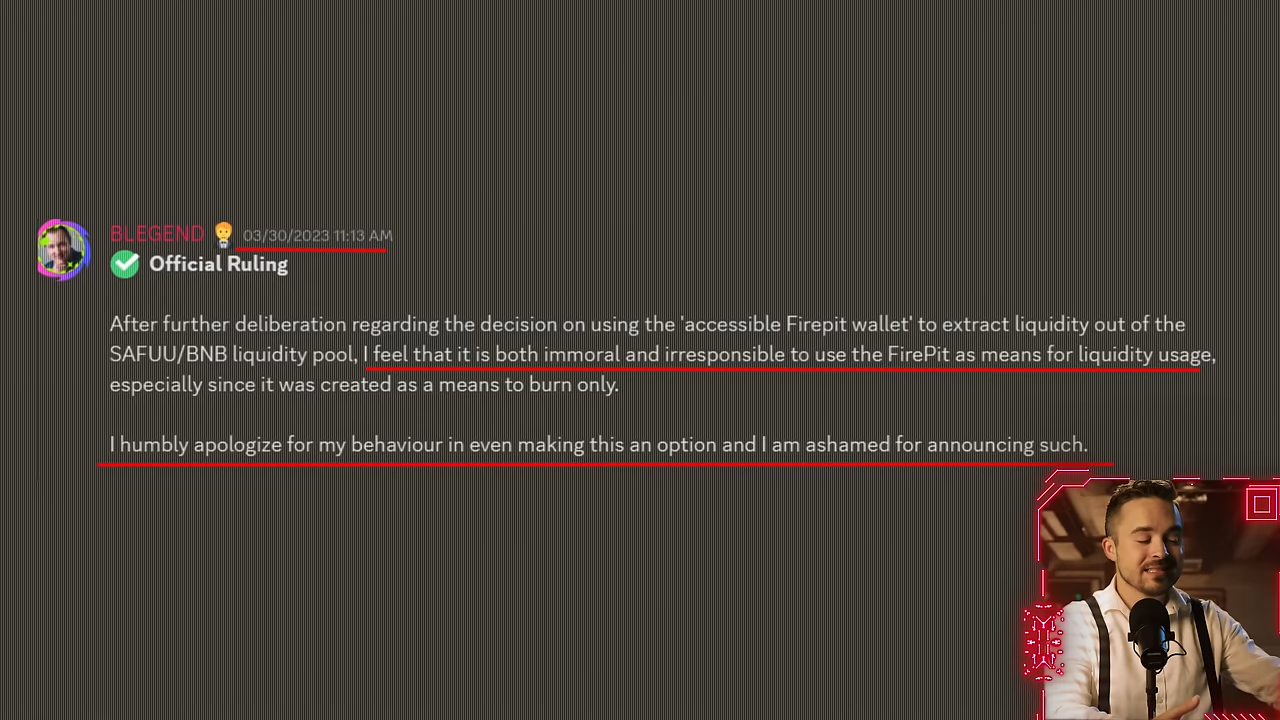 BLEGEND 03/30/2023 11:13 AM
Official Ruling
After further deliberation regarding the decision on using the 'accessible Firepit wallet' to extract liquidity out of the
SAFUU/BNB liquidity pool, I feel that it is both immoral and irresponsible to use the FirePit as means for liquidity usage,
especially since it was created as a means to burn only.
I humbly apologize for my behaviour in even making this an option and I am ashamed for announcing such.